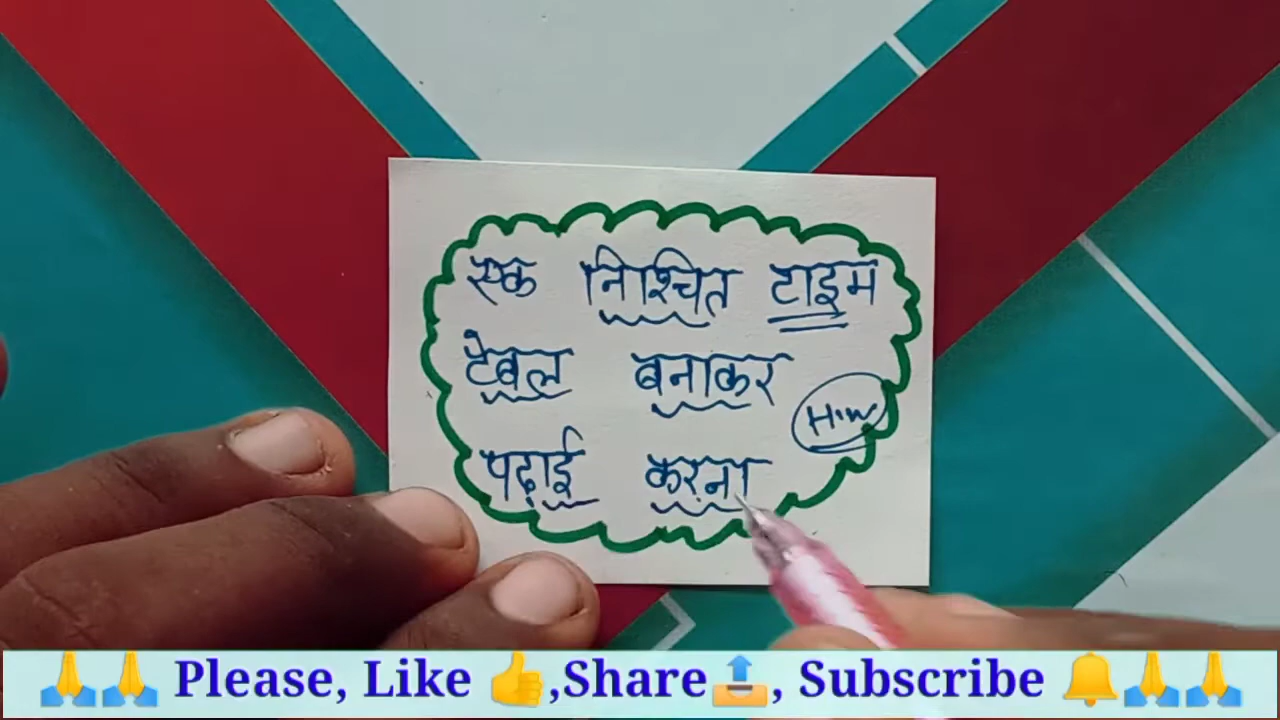 एक निश्चित टाइम
टेबल बनाकर
H.w
पढ़ाई करना
🙏🙏 Please, Like 👍,Share📤, Subscribe 🔔🙏🙏